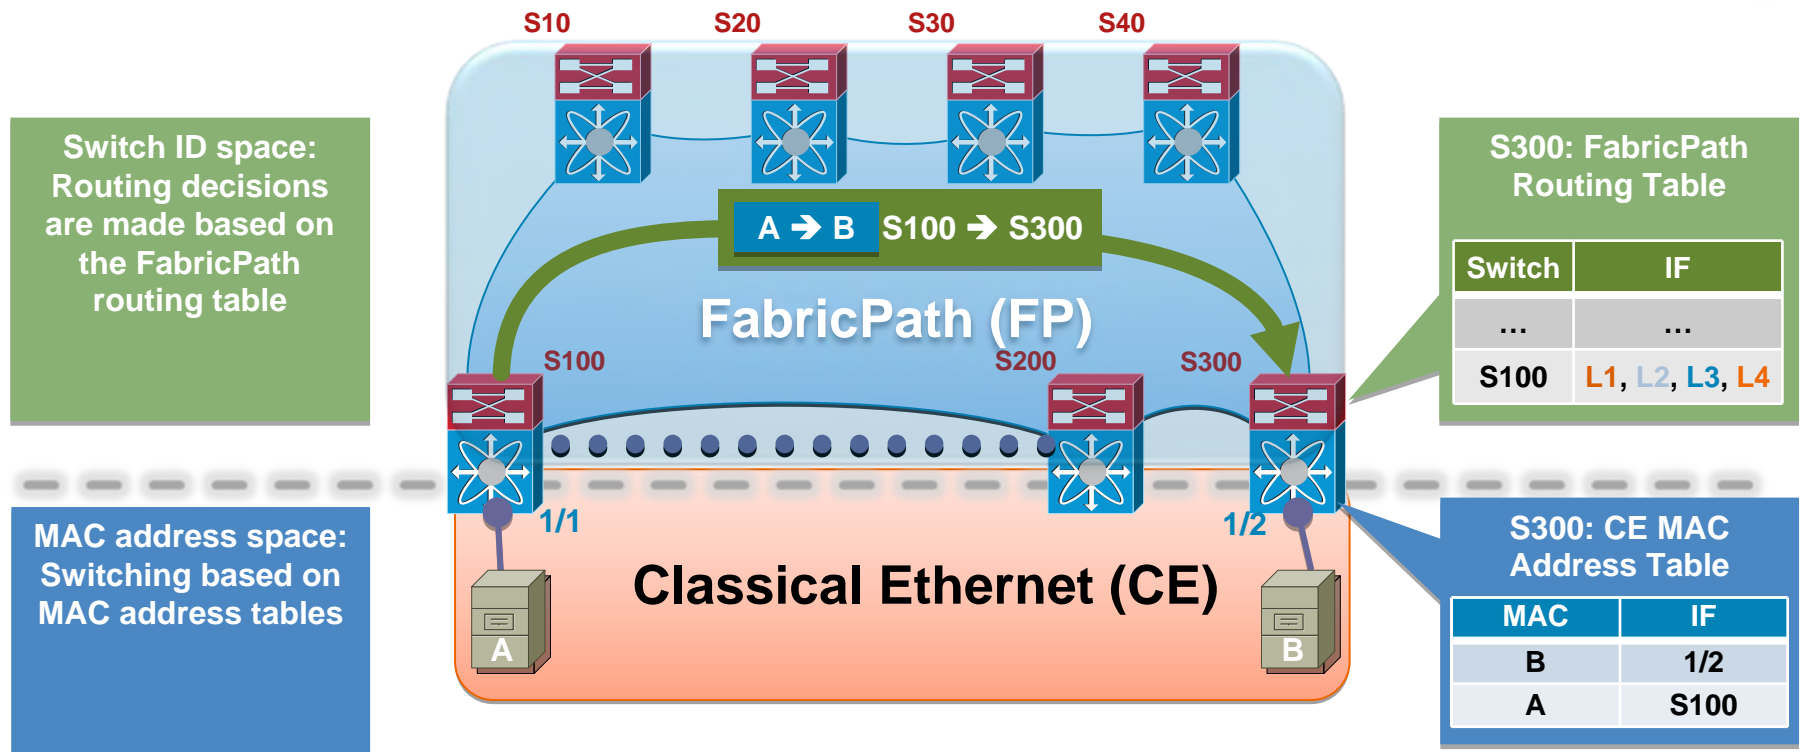 S10 S20 S30 S40
Switch ID space:
Routing decisions
are made based on
the FabricPath
routing table
A ➔ B S100 ➔ S300
FabricPath (FP)
S100 S200 S300
S300: FabricPath
Routing Table
Switch IF
... ...
S100 L1, L2, L3, L4
MAC address space:
Switching based on
MAC address tables
1/1 1/2
Classical Ethernet (CE)
A B
S300: CE MAC
Address Table
MAC IF
B 1/2
A S100